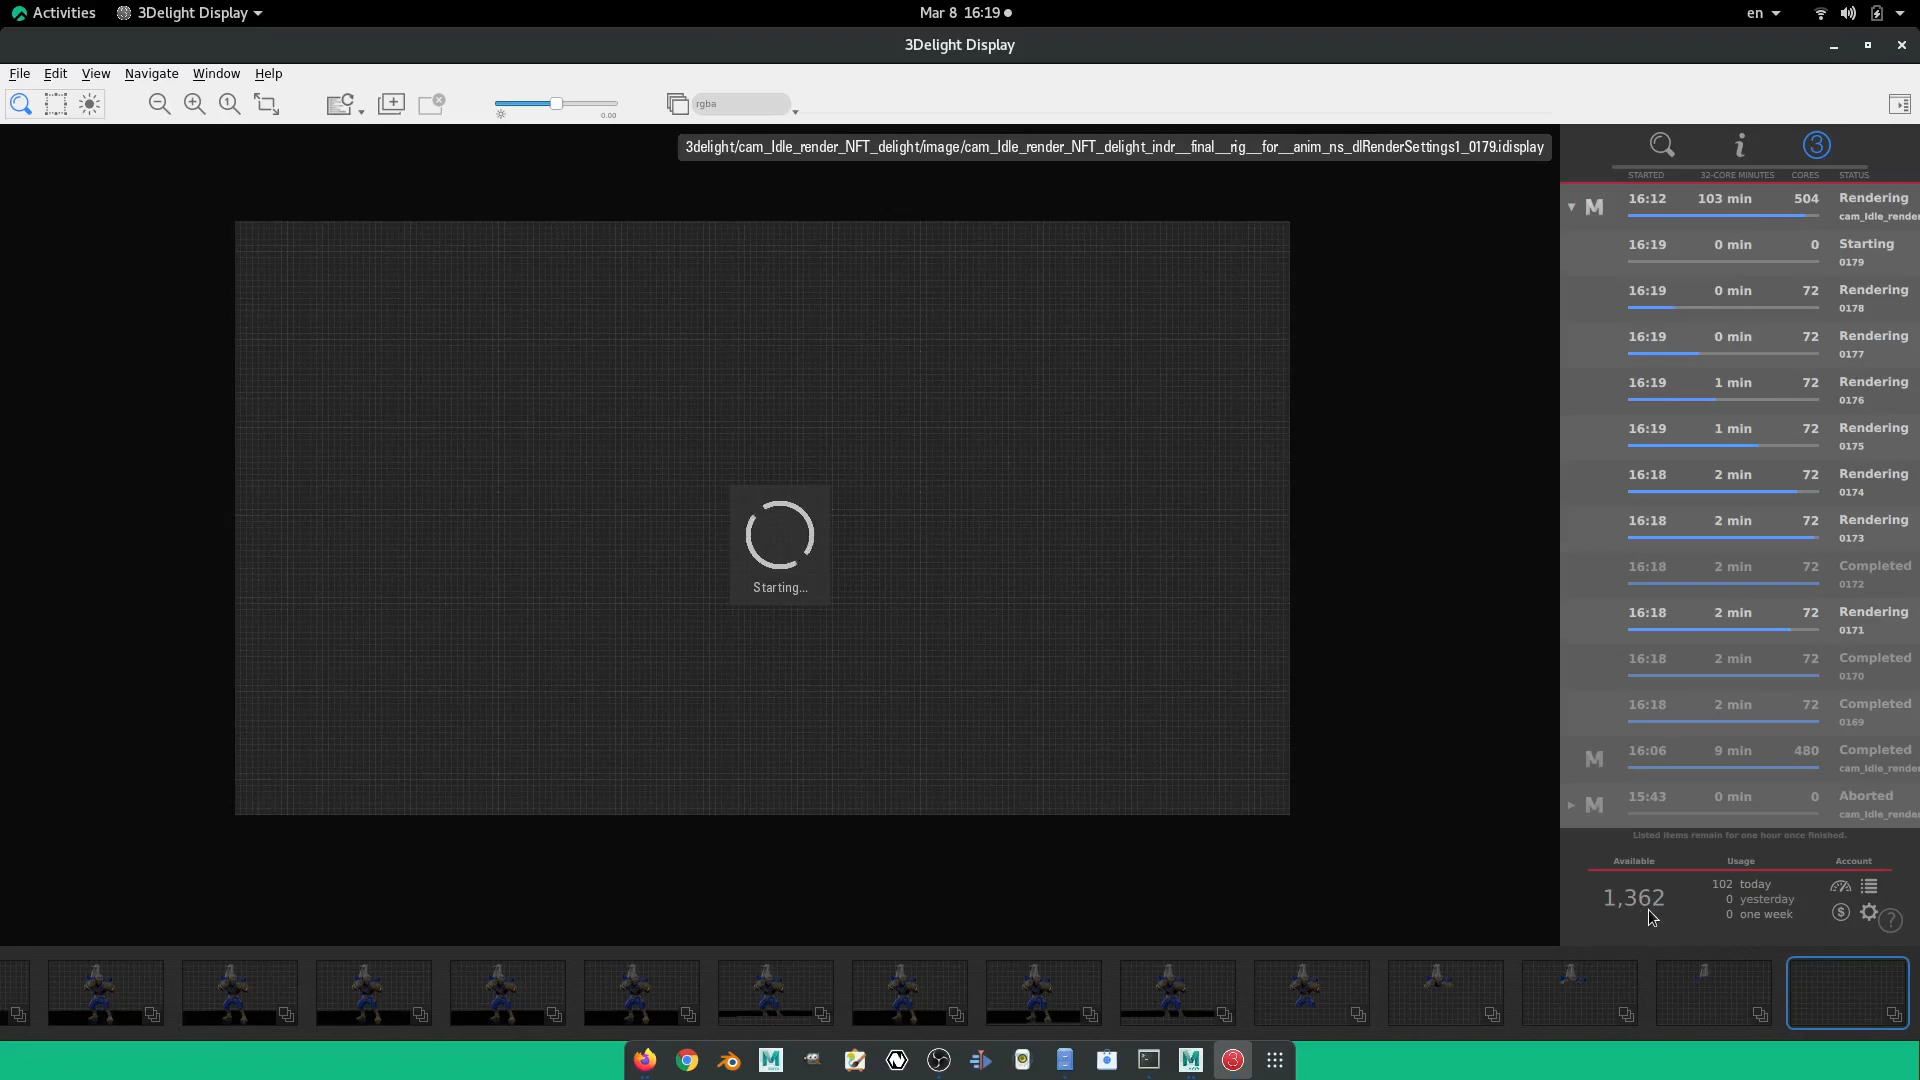 Activities
3Delight Display
Mar 8 16:19
en
3Delight Display
File Edit View Navigate Window Help
0.00
rgba
3delight/cam_Idle_render_NFT_delight/image/cam_Idle_render_NFT_delight_indr__final__rig__for__anim_ns_dlRenderSettings1_0179.idisplay
Starting...
STARTED 32-CORE MINUTES CORES STATUS
M 16:12 103 min 504 Rendering
cam_Idle_render
16:19 0 min 0 Starting
0179
16:19 0 min 72 Rendering
0178
16:19 0 min 72 Rendering
0177
16:19 1 min 72 Rendering
0176
16:19 1 min 72 Rendering
0175
16:18 2 min 72 Rendering
0174
16:18 2 min 72 Rendering
0173
16:18 2 min 72 Completed
0172
16:18 2 min 72 Rendering
0171
16:18 2 min 72 Completed
0170
16:18 2 min 72 Completed
0169
M 16:06 9 min 480 Completed
cam_Idle_render
M 15:43 0 min 0 Aborted
cam_Idle_render
Listed items remain for one hour once finished.
Available Usage Account
1,362
102 today
0 yesterday
0 one week